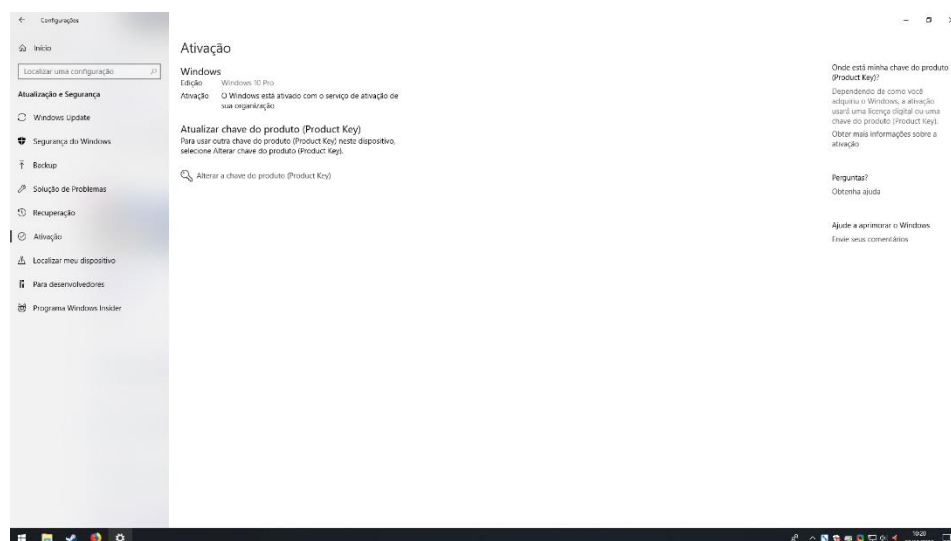 Configurações
Início
Localizar uma configuração
Atualização e Segurança
Windows Update
Segurança do Windows
Backup
Solução de Problemas
Recuperação
Ativação
Localizar meu dispositivo
Para desenvolvedores
Programa Windows Insider
Ativação
Windows
Edição Windows 10 Pro
Ativação O Windows está ativado com o serviço de ativação de
sua organização
Atualizar chave do produto (Product Key)
Para usar outra chave do produto (Product Key) neste dispositivo,
selecione Alterar chave do produto (Product Key).
Alterar a chave do produto (Product Key)
Onde está minha chave do produto
(Product Key)?
Dependendo de como você
adquiriu o Windows, a ativação
usará uma licença digital ou uma
chave do produto (Product Key).
Obter mais informações sobre a
ativação
Perguntas?
Obtenha ajuda
Ajude a aprimorar o Windows
Envie seus comentários
10:20